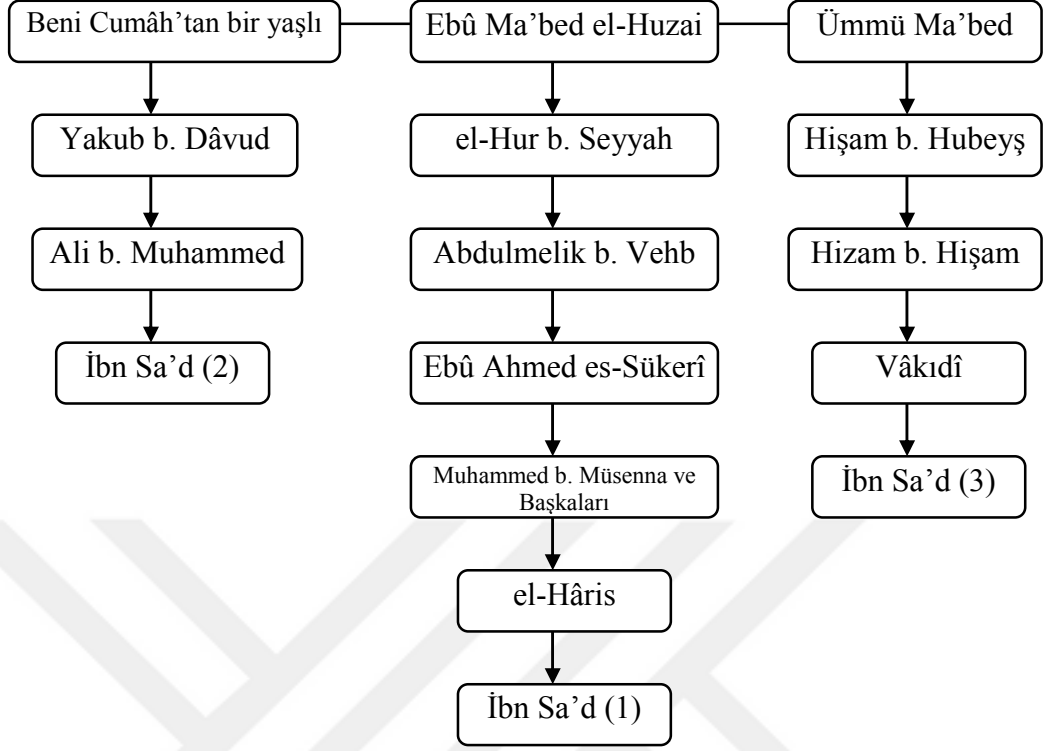 Beni Cumâh’tan bir yaşlı
Ebû Ma’bed el-Huzai
Ümmü Ma’bed
Yakub b. Dâvud
el-Hur b. Seyyah
Hişam b. Hubeyş
Ali b. Muhammed
Abdulmelik b. Vehb
Hizam b. Hişam
İbn Sa’d (2)
Ebû Ahmed es-Sükerî
Vâkıdî
Muhammed b. Müsenna ve
Başkaları
İbn Sa’d (3)
el-Hâris
İbn Sa’d (1)